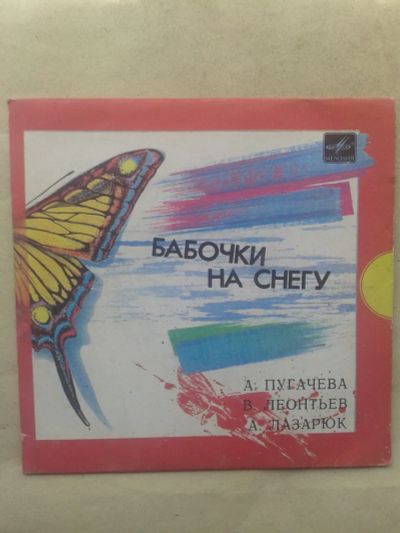 МЕЛОДИЯ
БАБОЧКИ
НА СНЕГУ
А. ПУГАЧЕВА
В. ЛЕОНТЬЕВ
А. ЛАЗАРЮК